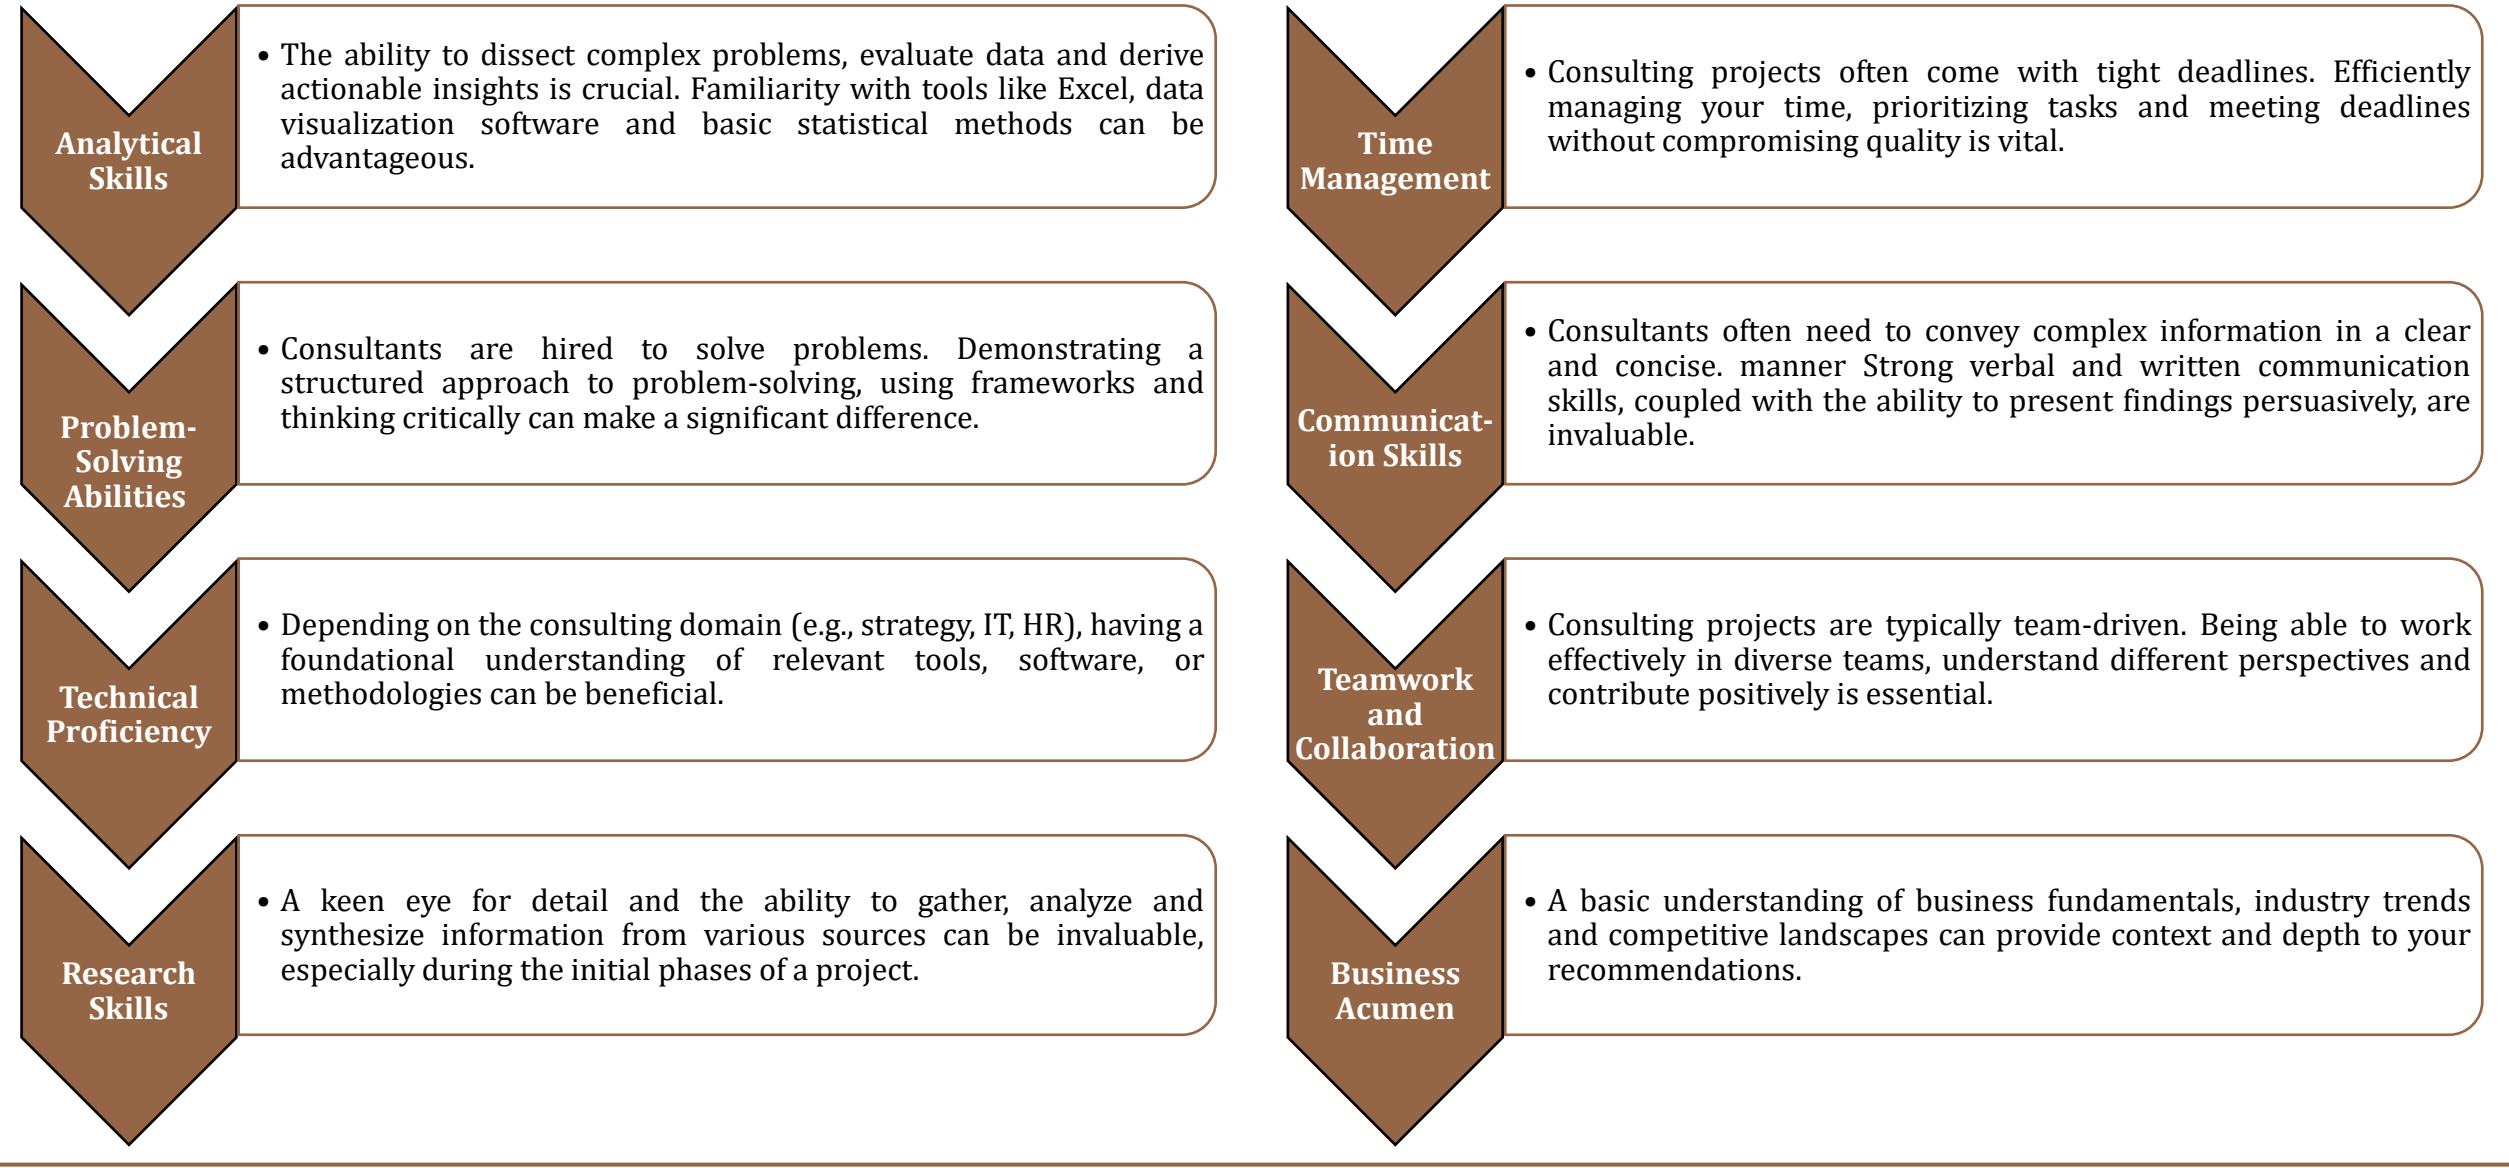 Analytical
Skills
• The ability to dissect complex problems, evaluate data and derive
actionable insights is crucial. Familiarity with tools like Excel, data
visualization software and basic statistical methods can be
advantageous.
Problem-
Solving
Abilities
• Consultants are hired to solve problems. Demonstrating a
structured approach to problem-solving, using frameworks and
thinking critically can make a significant difference.
Technical
Proficiency
• Depending on the consulting domain (e.g., strategy, IT, HR), having a
foundational understanding of relevant tools, software, or
methodologies can be beneficial.
Research
Skills
• A keen eye for detail and the ability to gather, analyze and
synthesize information from various sources can be invaluable,
especially during the initial phases of a project.
Time
Management
• Consulting projects often come with tight deadlines. Efficiently
managing your time, prioritizing tasks and meeting deadlines
without compromising quality is vital.
Communicat-
ion Skills
• Consultants often need to convey complex information in a clear
and concise. manner Strong verbal and written communication
skills, coupled with the ability to present findings persuasively, are
invaluable.
Teamwork
and
Collaboration
• Consulting projects are typically team-driven. Being able to work
effectively in diverse teams, understand different perspectives and
contribute positively is essential.
Business
Acumen
• A basic understanding of business fundamentals, industry trends
and competitive landscapes can provide context and depth to your
recommendations.